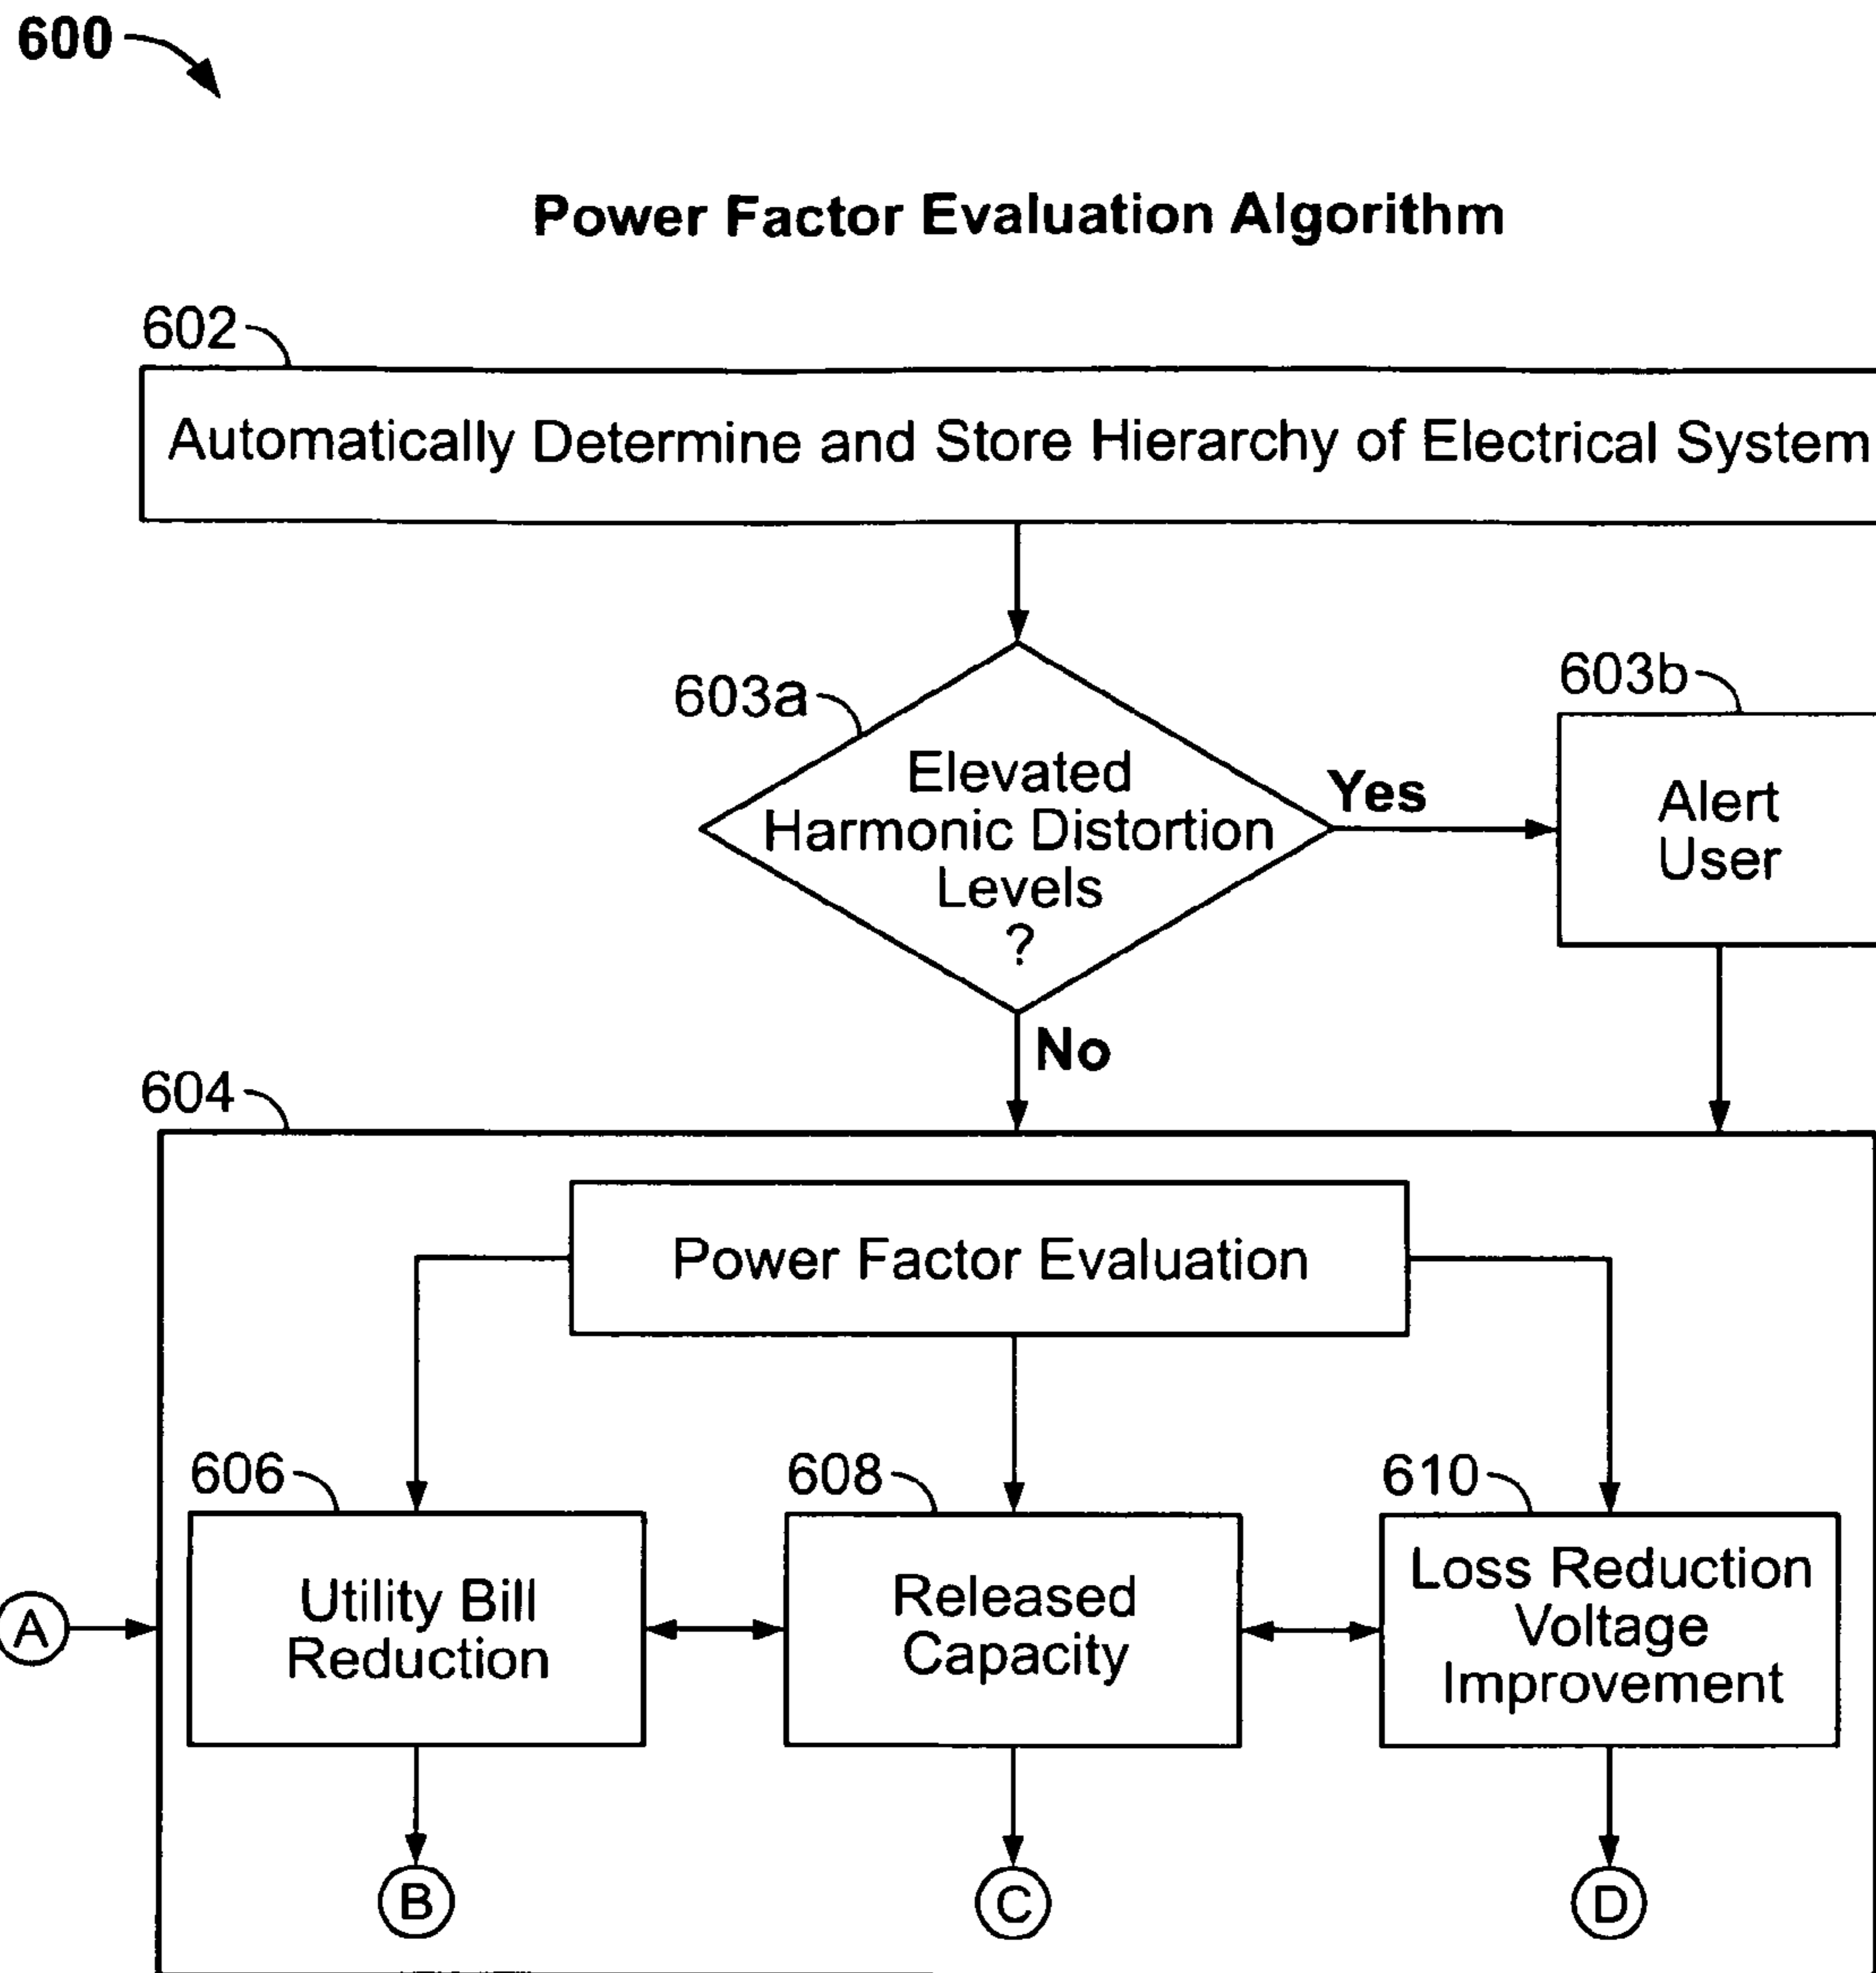 600
Power Factor Evaluation Algorithm
602
Automatically Determine and Store Hierarchy of Electrical System
603a
Elevated
Harmonic Distortion
Levels
?
Yes
603b
Alert
User
No
604
Power Factor Evaluation
606
Utility Bill
Reduction
608
Released
Capacity
610
Loss Reduction
Voltage
Improvement
A
B
C
D